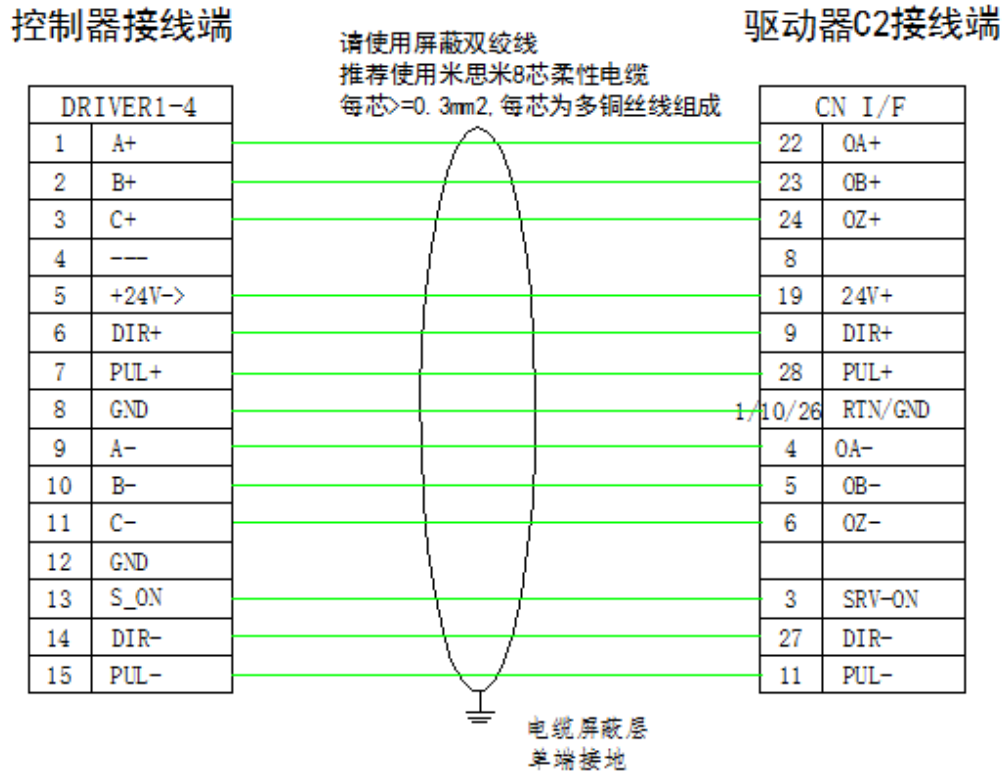 控制器接线端
驱动器C2接线端
请使用屏蔽双绞线
推荐使用米思米8芯柔性电缆
每芯>=0.3mm2,每芯为多铜丝线组成
DRIVER1-4
CN I/F
1 A+ 22 OA+
2 B+ 23 OB+
3 C+ 24 OZ+
4 --- 8
5 +24V-> 19 24V+
6 DIR+ 9 DIR+
7 PUL+ 28 PUL+
8 GND 1/10/26 RTN/GND
9 A- 4 OA-
10 B- 5 OB-
11 C- 6 OZ-
12 GND
13 S_ON 3 SRV-ON
14 DIR- 27 DIR-
15 PUL- 11 PUL-
电缆屏蔽层
单端接地